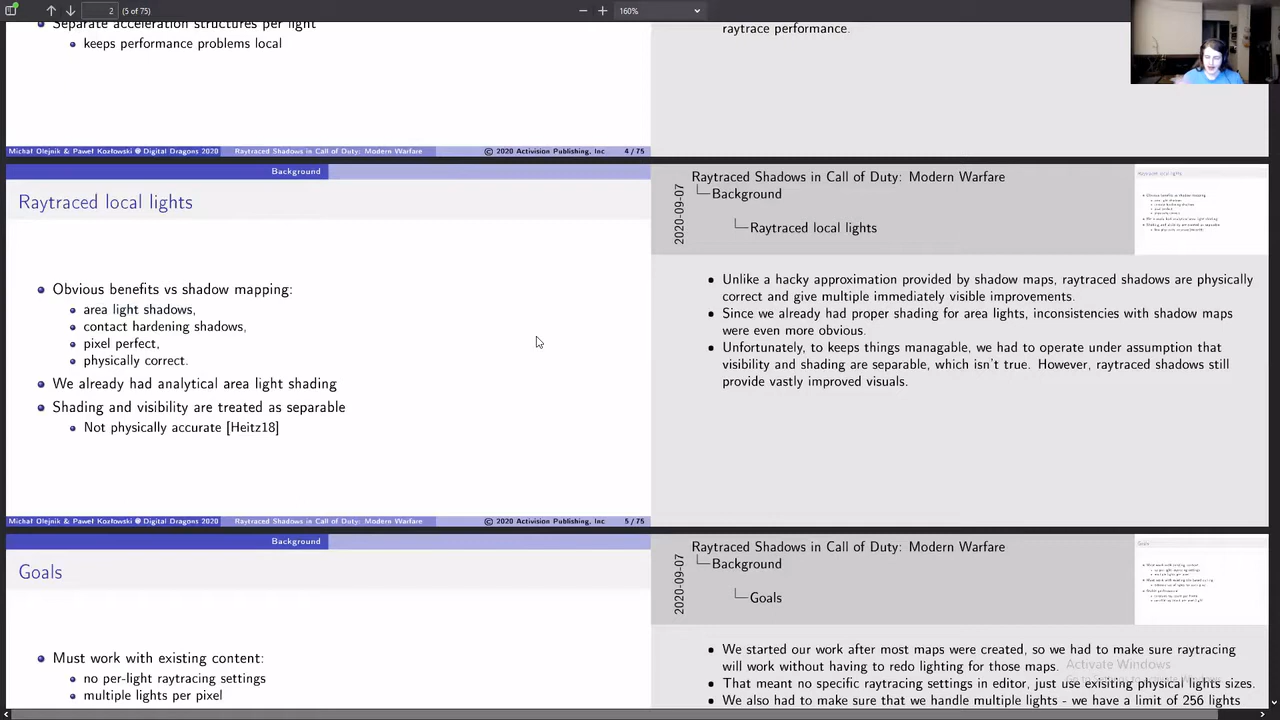 2 (5 of 75)
160%
Separate acceleration structures per light
keeps performance problems local
raytrace performance.
Michał Olejnik & Paweł Kozłowski @ Digital Dragons 2020 Raytraced Shadows in Call of Duty: Modern Warfare © 2020 Activision Publishing, Inc 4 / 75
Background
Raytraced local lights
Obvious benefits vs shadow mapping:
area light shadows,
contact hardening shadows,
pixel perfect,
physically correct.
We already had analytical area light shading
Shading and visibility are treated as separable
Not physically accurate [Heitz18]
Michał Olejnik & Paweł Kozłowski @ Digital Dragons 2020 Raytraced Shadows in Call of Duty: Modern Warfare © 2020 Activision Publishing, Inc 5 / 75
2020-09-07
Raytraced Shadows in Call of Duty: Modern Warfare
Background
Raytraced local lights
Unlike a hacky approximation provided by shadow maps, raytraced shadows are physically
correct and give multiple immediately visible improvements.
Since we already had proper shading for area lights, inconsistencies with shadow maps
were even more obvious.
Unfortunately, to keeps things managable, we had to operate under assumption that
visibility and shading are separable, which isn't true. However, raytraced shadows still
provide vastly improved visuals.
Background
Goals
Must work with existing content:
no per-light raytracing settings
multiple lights per pixel
2020-09-07
Raytraced Shadows in Call of Duty: Modern Warfare
Background
Goals
We started our work after most maps were created, so we had to make sure raytracing
will work without having to redo lighting for those maps.
That meant no specific raytracing settings in editor, just use exisiting physical lights sizes.
We also had to make sure that we handle multiple lights - we have a limit of 256 lights
Activate Windows